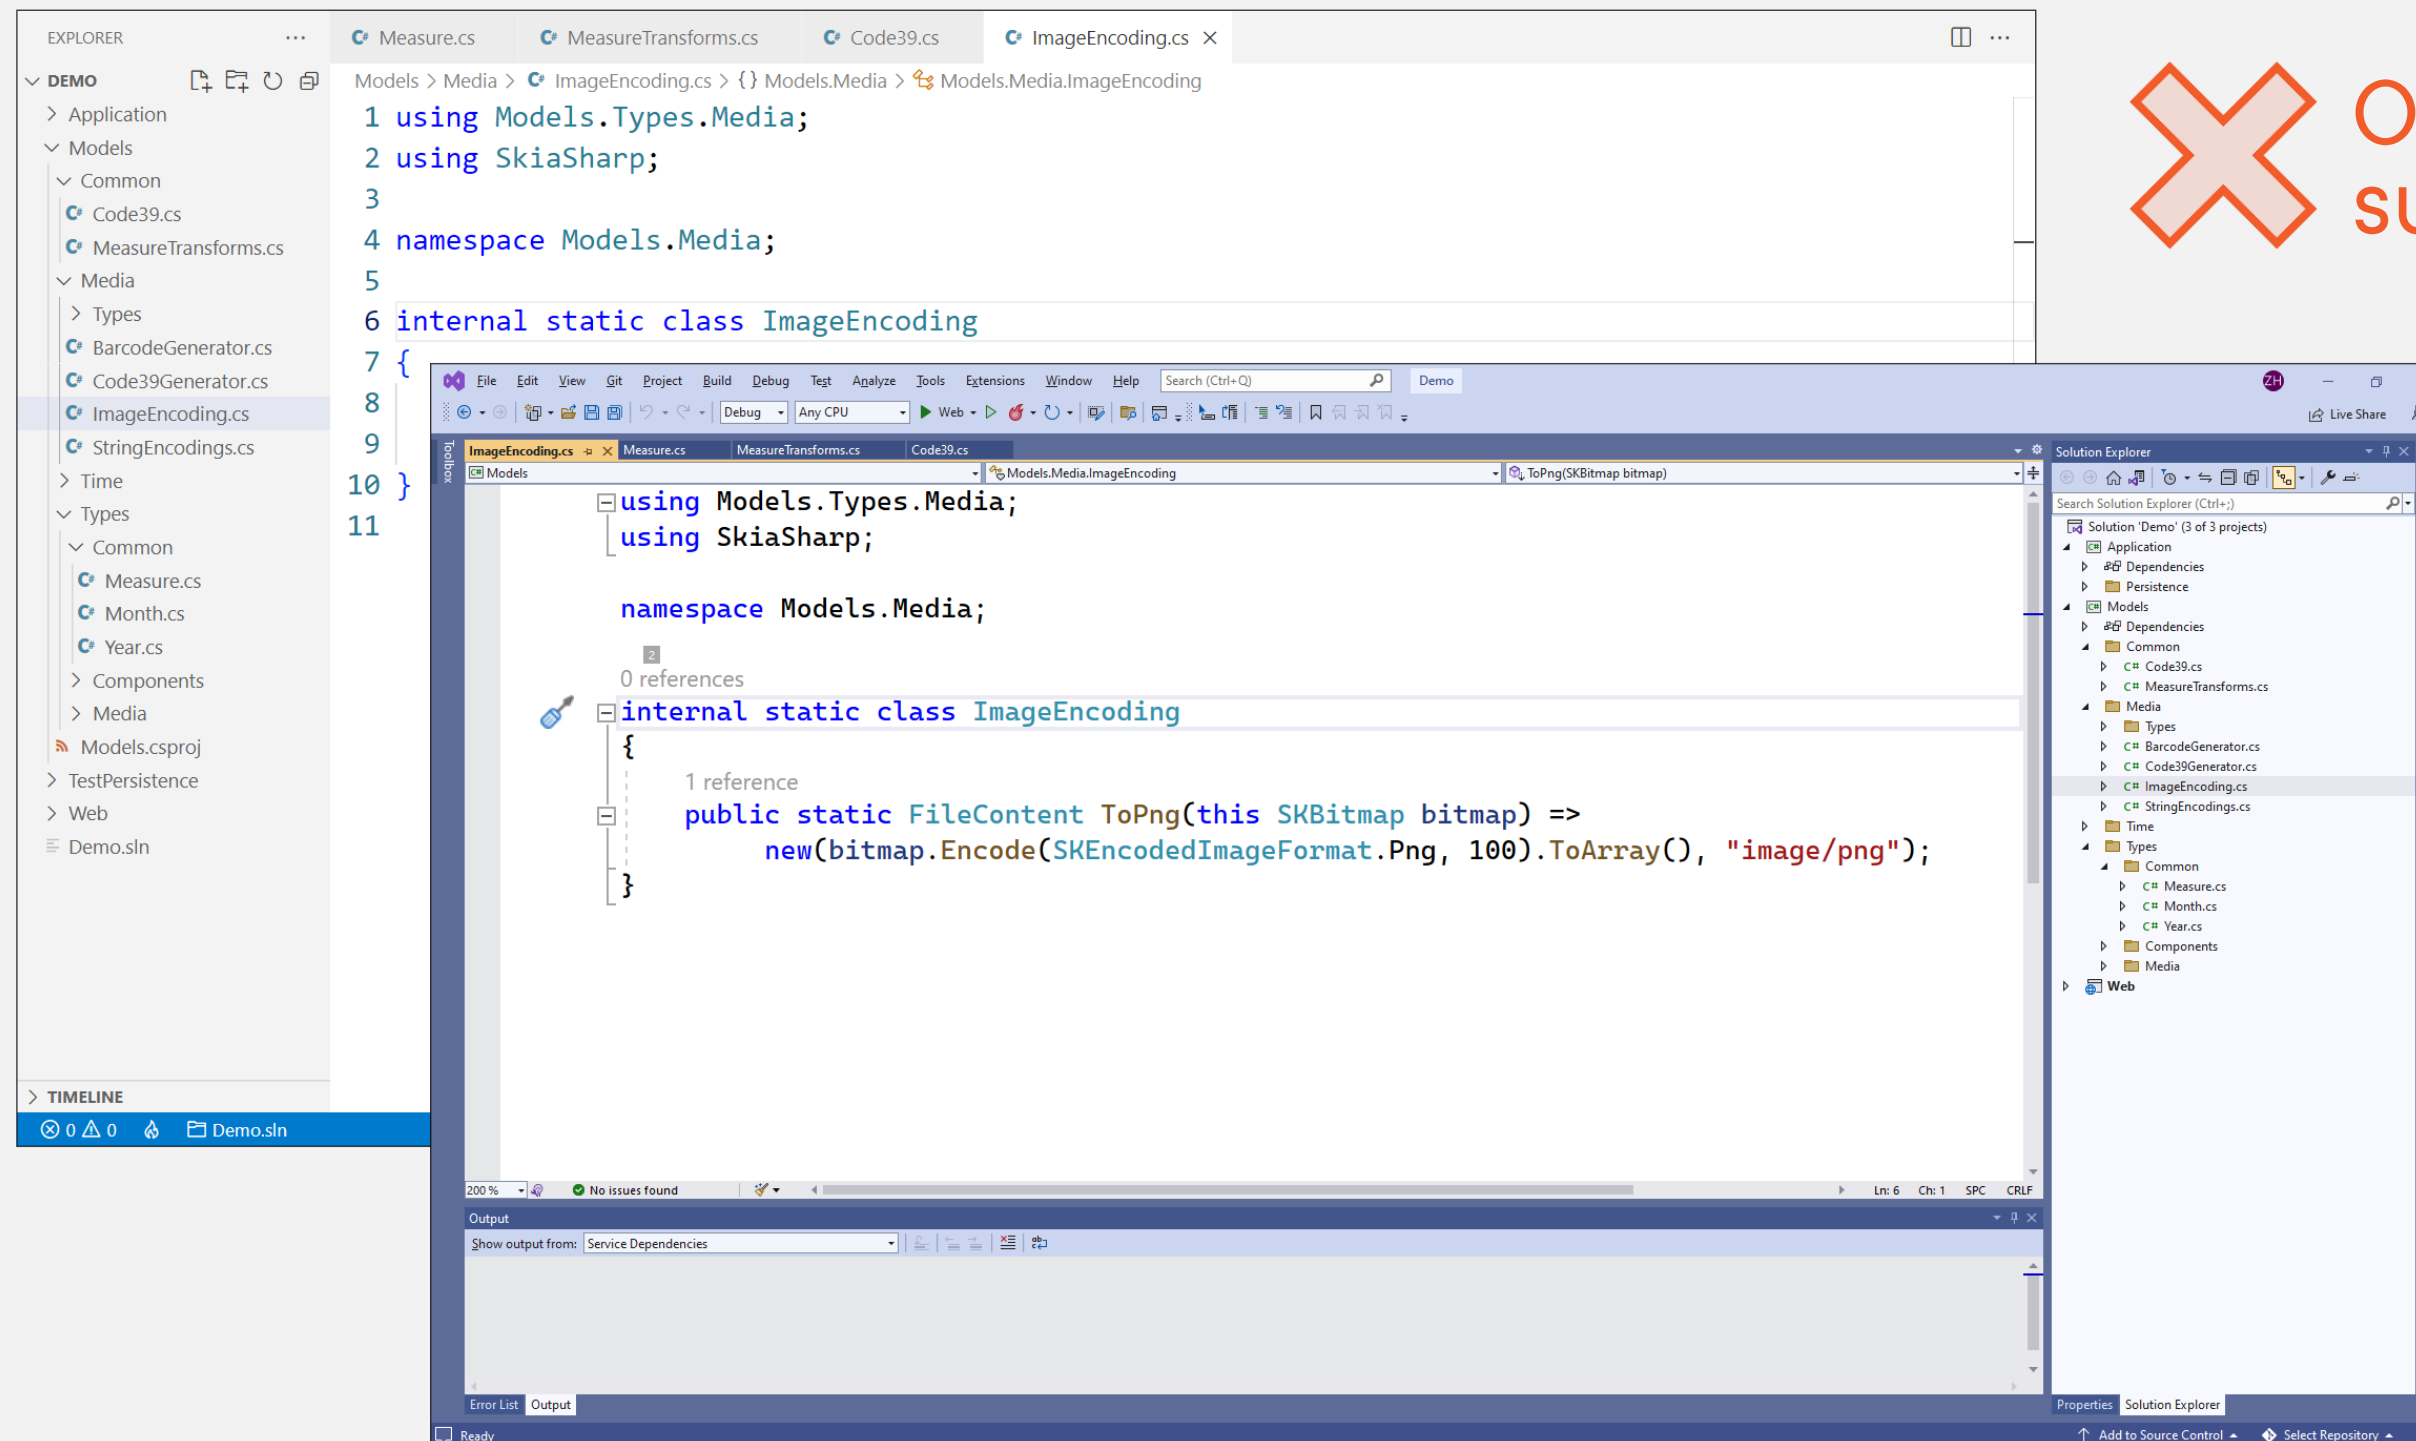 EXPLORER
DEMO
Application
Models
Common
Code39.cs
MeasureTransforms.cs
Media
Types
BarcodeGenerator.cs
Code39Generator.cs
ImageEncoding.cs
StringEncodings.cs
Time
Types
Common
Measure.cs
Month.cs
Year.cs
Components
Media
Models.csproj
TestPersistence
Web
Demo.sln
TIMELINE
0 0 Demo.sln
Measure.cs MeasureTransforms.cs Code39.cs ImageEncoding.cs
Models > Media > ImageEncoding.cs > {} Models.Media > Models.Media.ImageEncoding
1 using Models.Types.Media;
2 using SkiaSharp;
3
4 namespace Models.Media;
5
6 internal static class ImageEncoding
7 {
8
9
10 }
11
File Edit View Git Project Build Debug Test Analyze Tools Extensions Window Help Search (Ctrl+Q) Demo ZH
Debug Any CPU Web Live Share
Toolbox
ImageEncoding.cs Measure.cs MeasureTransforms.cs Code39.cs
Models Models.Media.ImageEncoding ToPng(SKBitmap bitmap)
using Models.Types.Media;
using SkiaSharp;
namespace Models.Media;
2
0 references
internal static class ImageEncoding
{
1 reference
public static FileContent ToPng(this SKBitmap bitmap) =>
new(bitmap.Encode(SKEncodedImageFormat.Png, 100).ToArray(), "image/png");
}
200 % No issues found Ln: 6 Ch: 1 SPC CRLF
Output
Show output from: Service Dependencies
Error List Output
Ready
Solution Explorer
Search Solution Explorer (Ctrl+;)
Solution 'Demo' (3 of 3 projects)
Application
Dependencies
Persistence
Models
Dependencies
Common
C# Code39.cs
C# MeasureTransforms.cs
Media
Types
C# BarcodeGenerator.cs
C# Code39Generator.cs
C# ImageEncoding.cs
C# StringEncodings.cs
Time
Types
Common
C# Measure.cs
C# Month.cs
C# Year.cs
Components
Media
Web
Properties Solution Explorer
Add to Source Control Select Repository